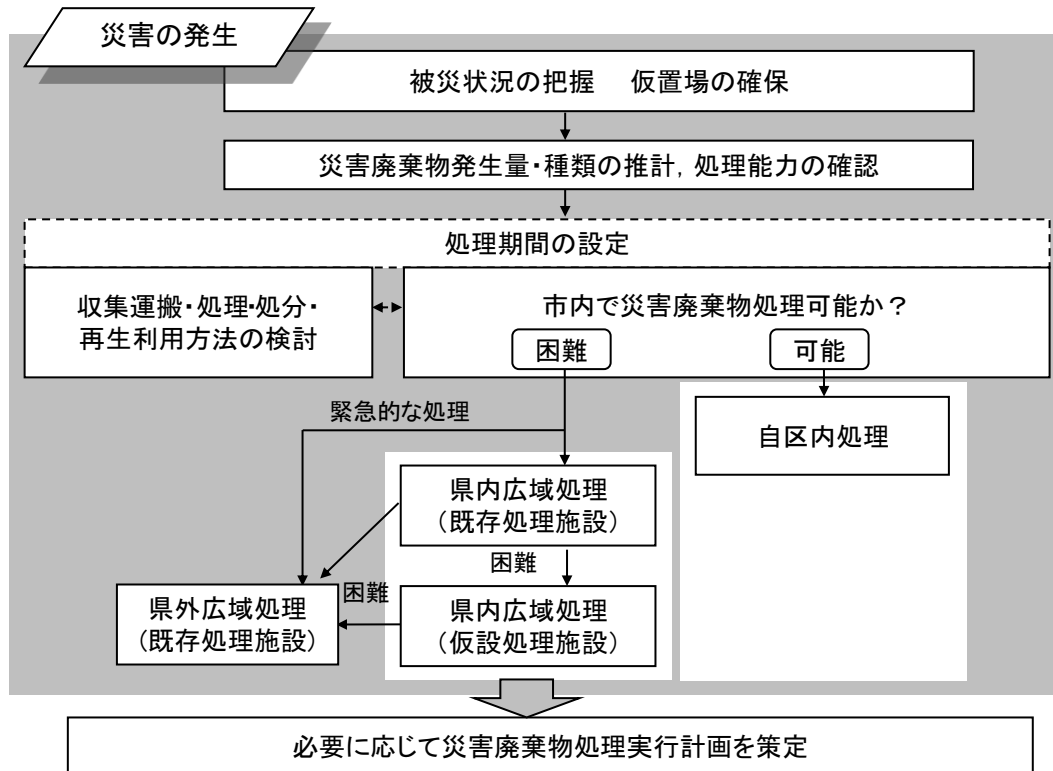 災害の発生
被災状況の把握　仮置場の確保
災害廃棄物発生量・種類の推計，処理能力の確認
処理期間の設定
収集運搬・処理・処分・
再生利用方法の検討
市内で災害廃棄物処理可能か？
困難
可能
緊急的な処理
自区内処理
県内広域処理
（既存処理施設）
困難
県外広域処理
（既存処理施設）
困難
県内広域処理
（仮設処理施設）
必要に応じて災害廃棄物処理実行計画を策定